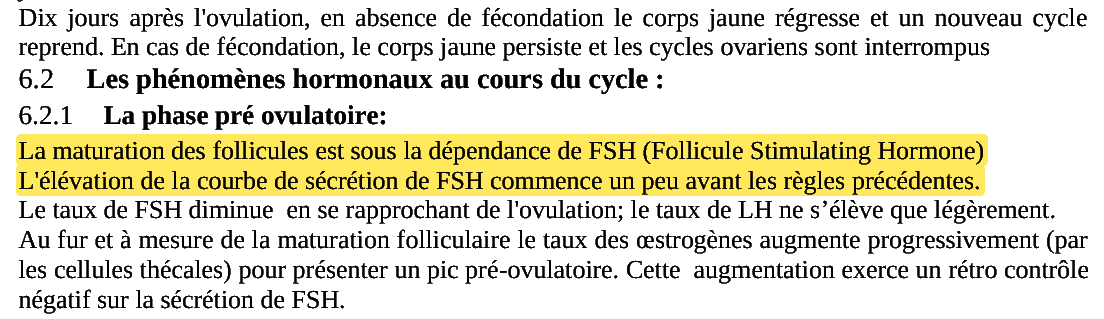 Dix jours après l'ovulation, en absence de fécondation le corps jaune régresse et un nouveau cycle
reprend. En cas de fécondation, le corps jaune persiste et les cycles ovariens sont interrompus
6.2 Les phénomènes hormonaux au cours du cycle :
6.2.1 La phase pré ovulatoire:
La maturation des follicules est sous la dépendance de FSH (Follicule Stimulating Hormone)
L'élévation de la courbe de sécrétion de FSH commence un peu avant les règles précédentes.
Le taux de FSH diminue en se rapprochant de l'ovulation; le taux de LH ne s’élève que légèrement.
Au fur et à mesure de la maturation folliculaire le taux des œstrogènes augmente progressivement (par
les cellules thécales) pour présenter un pic pré-ovulatoire. Cette augmentation exerce un rétro contrôle
négatif sur la sécrétion de FSH.